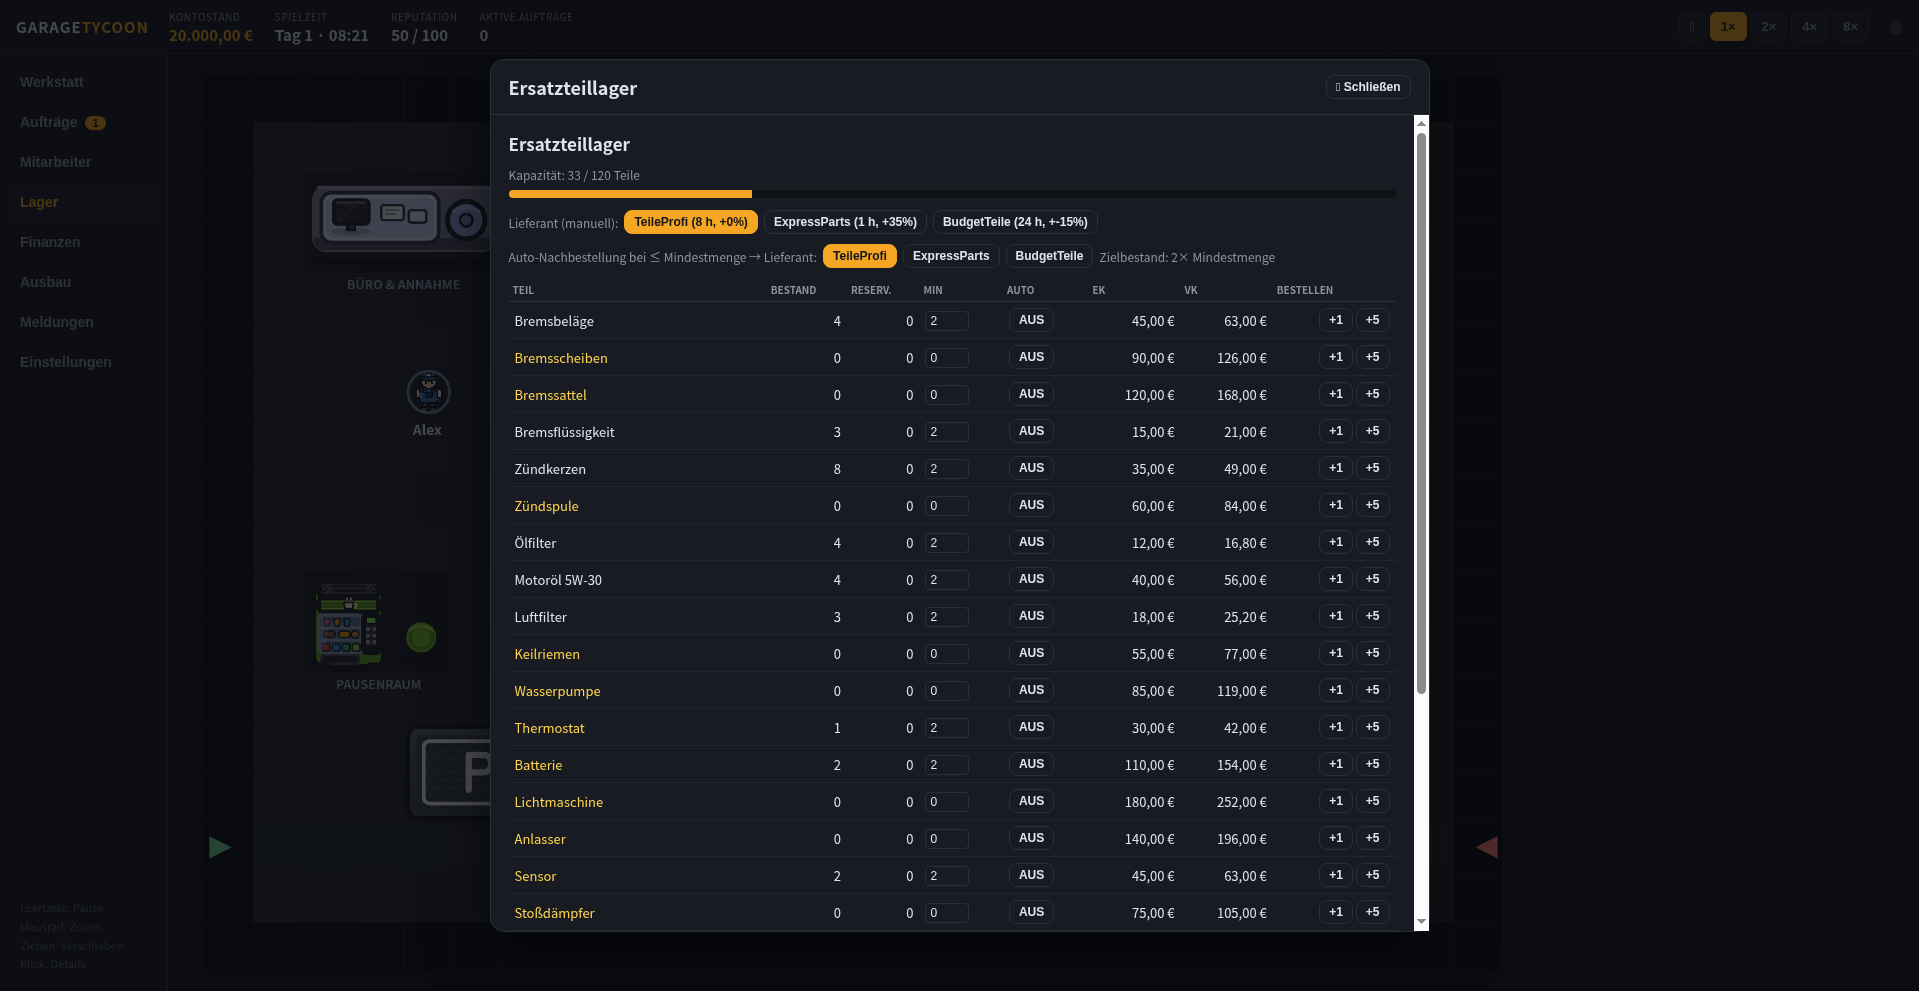 GARAGETYCOON
KONTOSTAND
20.000,00 €
SPIELZEIT
Tag 1 · 08:21
REPUTATION
50 / 100
AKTIVE AUFTRÄGE
0
1×
2×
4×
8×
Werkstatt
Aufträge 1
Mitarbeiter
Lager
Finanzen
Ausbau
Meldungen
Einstellungen
Leertaste: Pause
Mausrad: Zoom
Ziehen: Verschieben
Klick: Details
BÜRO & ANNAHME
Alex
PAUSENRAUM
P
Ersatzteillager
Schließen
Ersatzteillager
Kapazität: 33 / 120 Teile
Lieferant (manuell): TeileProfi (8 h, +0%) ExpressParts (1 h, +35%) BudgetTeile (24 h, +-15%)
Auto-Nachbestellung bei ≤ Mindestmenge → Lieferant: TeileProfi ExpressParts BudgetTeile Zielbestand: 2× Mindestmenge
TEIL BESTAND RESERV. MIN AUTO EK VK BESTELLEN
Bremsbeläge 4 0 2 AUS 45,00 € 63,00 € +1 +5
Bremsscheiben 0 0 0 AUS 90,00 € 126,00 € +1 +5
Bremssattel 0 0 0 AUS 120,00 € 168,00 € +1 +5
Bremsflüssigkeit 3 0 2 AUS 15,00 € 21,00 € +1 +5
Zündkerzen 8 0 2 AUS 35,00 € 49,00 € +1 +5
Zündspule 0 0 0 AUS 60,00 € 84,00 € +1 +5
Ölfilter 4 0 2 AUS 12,00 € 16,80 € +1 +5
Motoröl 5W-30 4 0 2 AUS 40,00 € 56,00 € +1 +5
Luftfilter 3 0 2 AUS 18,00 € 25,20 € +1 +5
Keilriemen 0 0 0 AUS 55,00 € 77,00 € +1 +5
Wasserpumpe 0 0 0 AUS 85,00 € 119,00 € +1 +5
Thermostat 1 0 2 AUS 30,00 € 42,00 € +1 +5
Batterie 2 0 2 AUS 110,00 € 154,00 € +1 +5
Lichtmaschine 0 0 0 AUS 180,00 € 252,00 € +1 +5
Anlasser 0 0 0 AUS 140,00 € 196,00 € +1 +5
Sensor 2 0 2 AUS 45,00 € 63,00 € +1 +5
Stoßdämpfer 0 0 0 AUS 75,00 € 105,00 € +1 +5